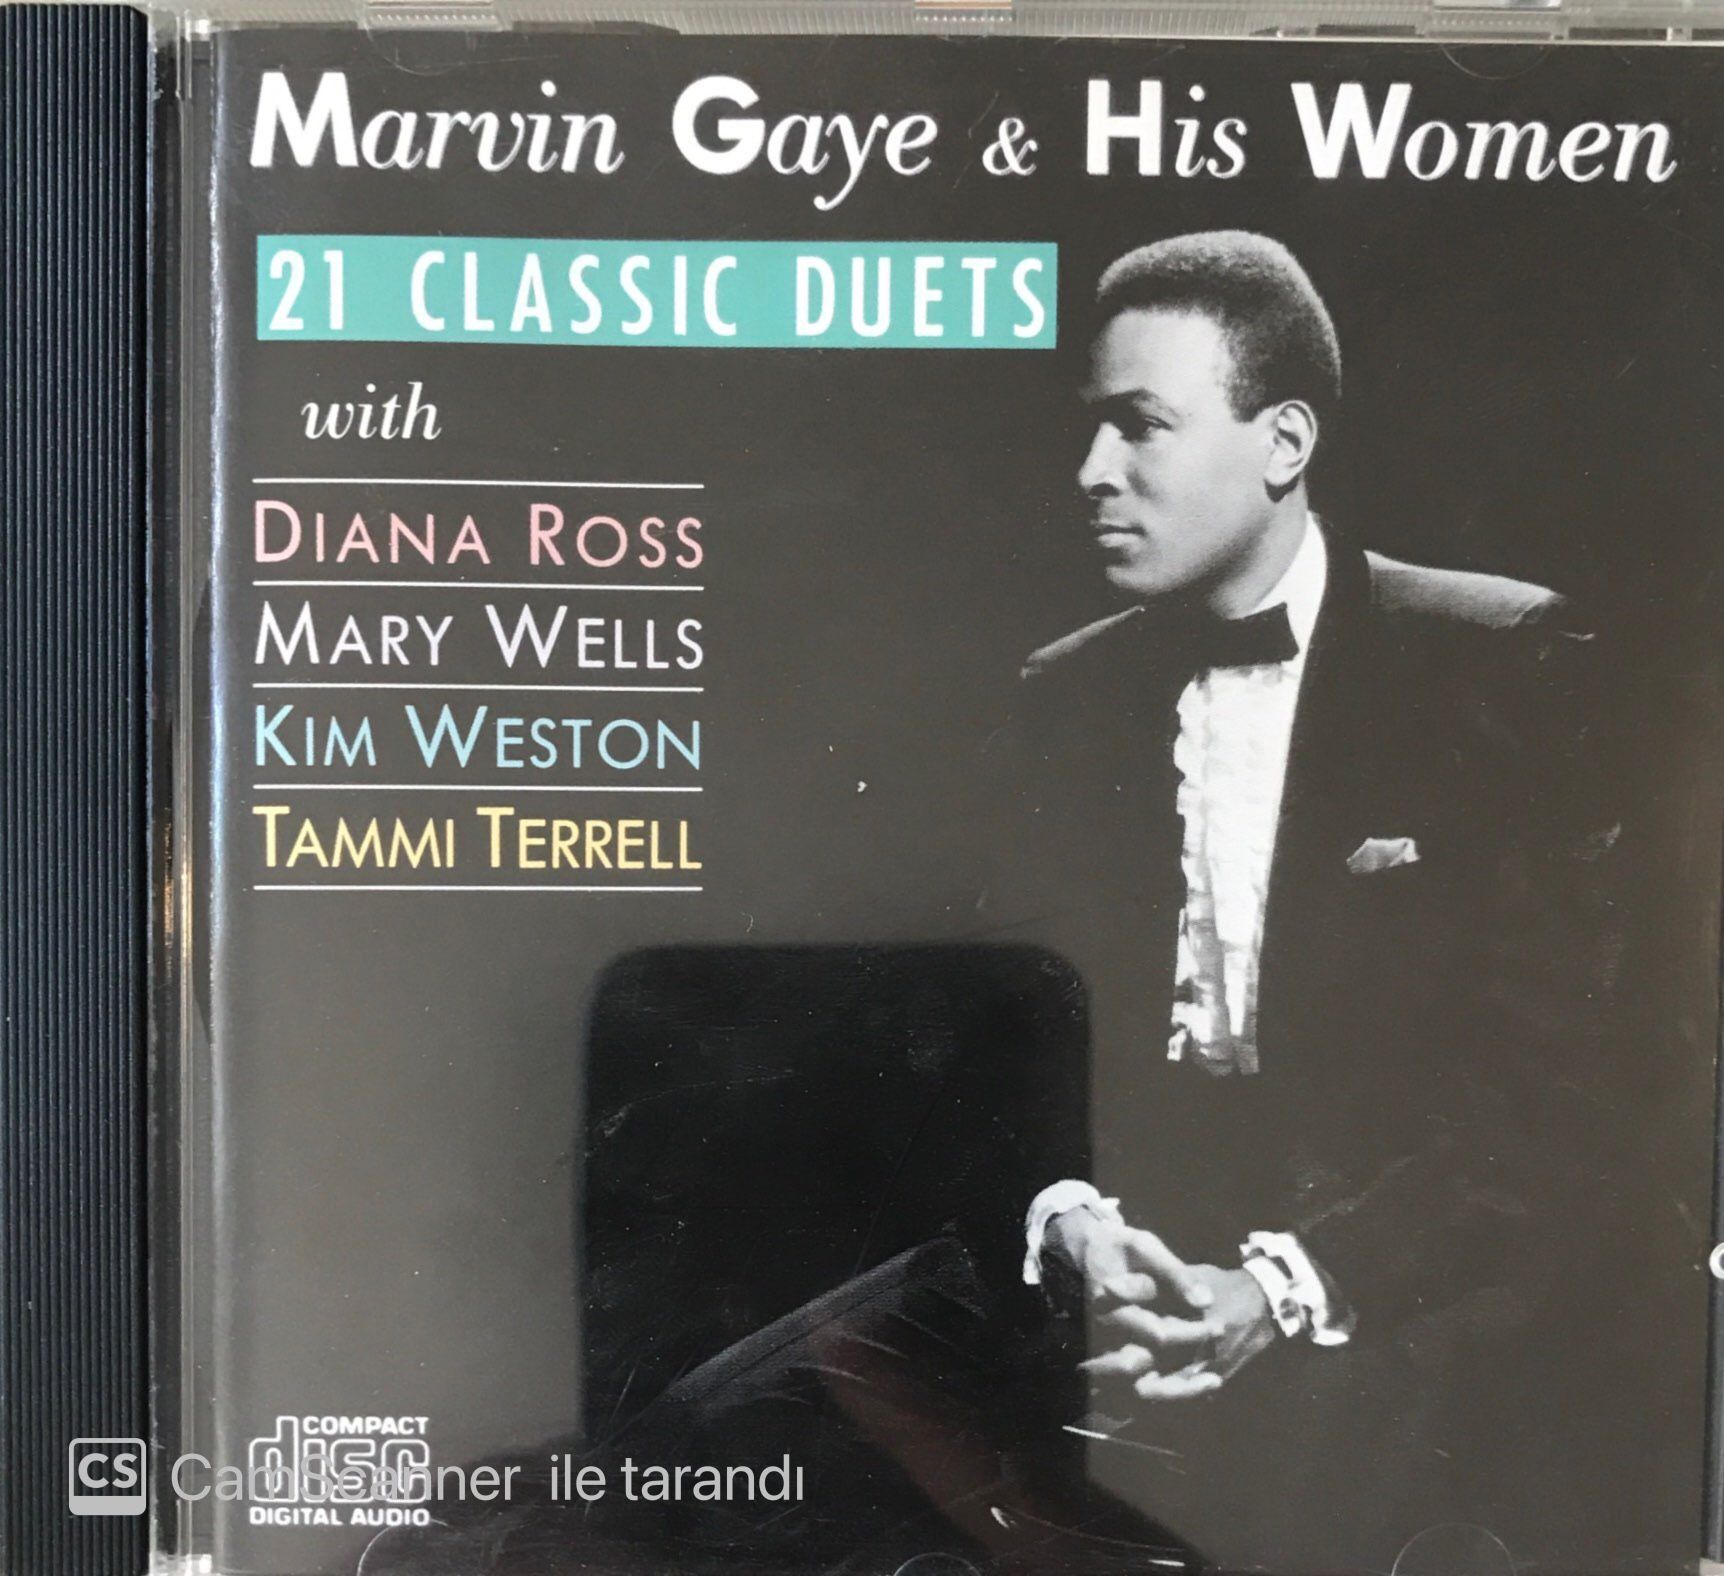 Marvin Gaye & His Women
21 CLASSIC DUETS
with
DIANA ROSS
MARY WELLS
KIM WESTON
TAMMI TERRELL
COMPACT
disc
DIGITAL AUDIO
CS CamScanner ile tarandı